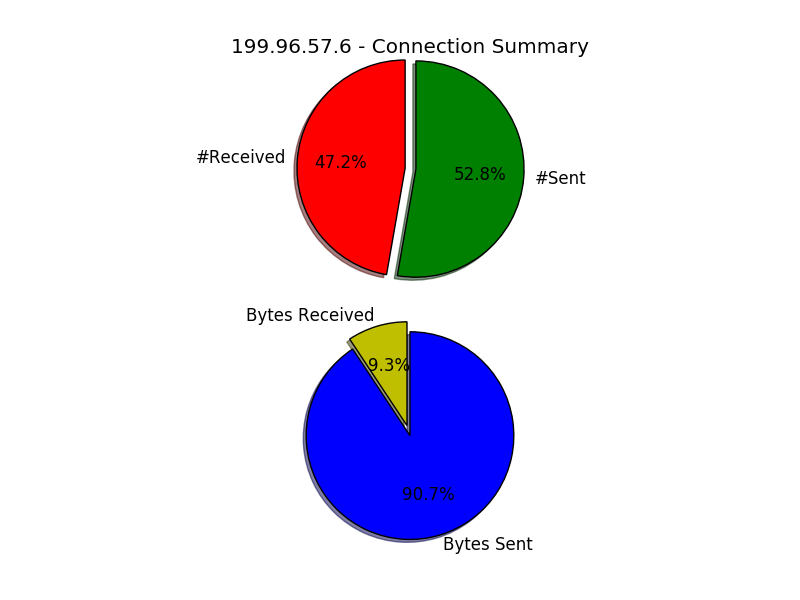 199.96.57.6 - Connection Summary
#Received
47.2%
52.8%
#Sent
Bytes Received
9.3%
90.7%
Bytes Sent